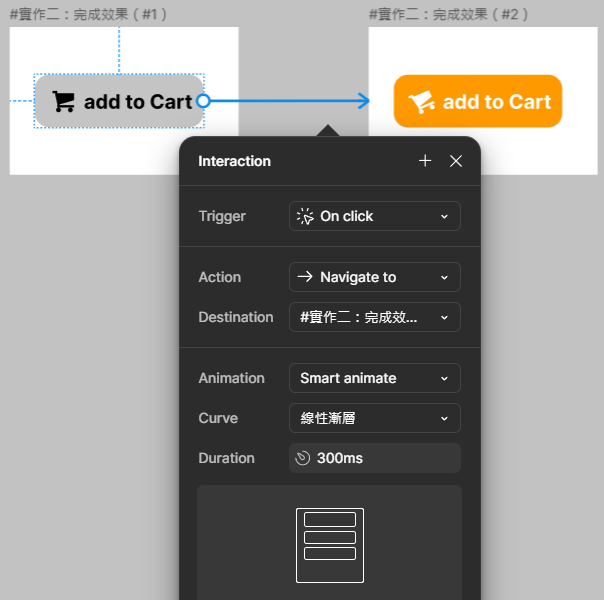 #實作二：完成效果（#1）
#實作二：完成效果（#2）
add to Cart
add to Cart
Interaction
Trigger
On click
Action
Navigate to
Destination
#實作二：完成效...
Animation
Smart animate
Curve
線性漸層
Duration
300ms